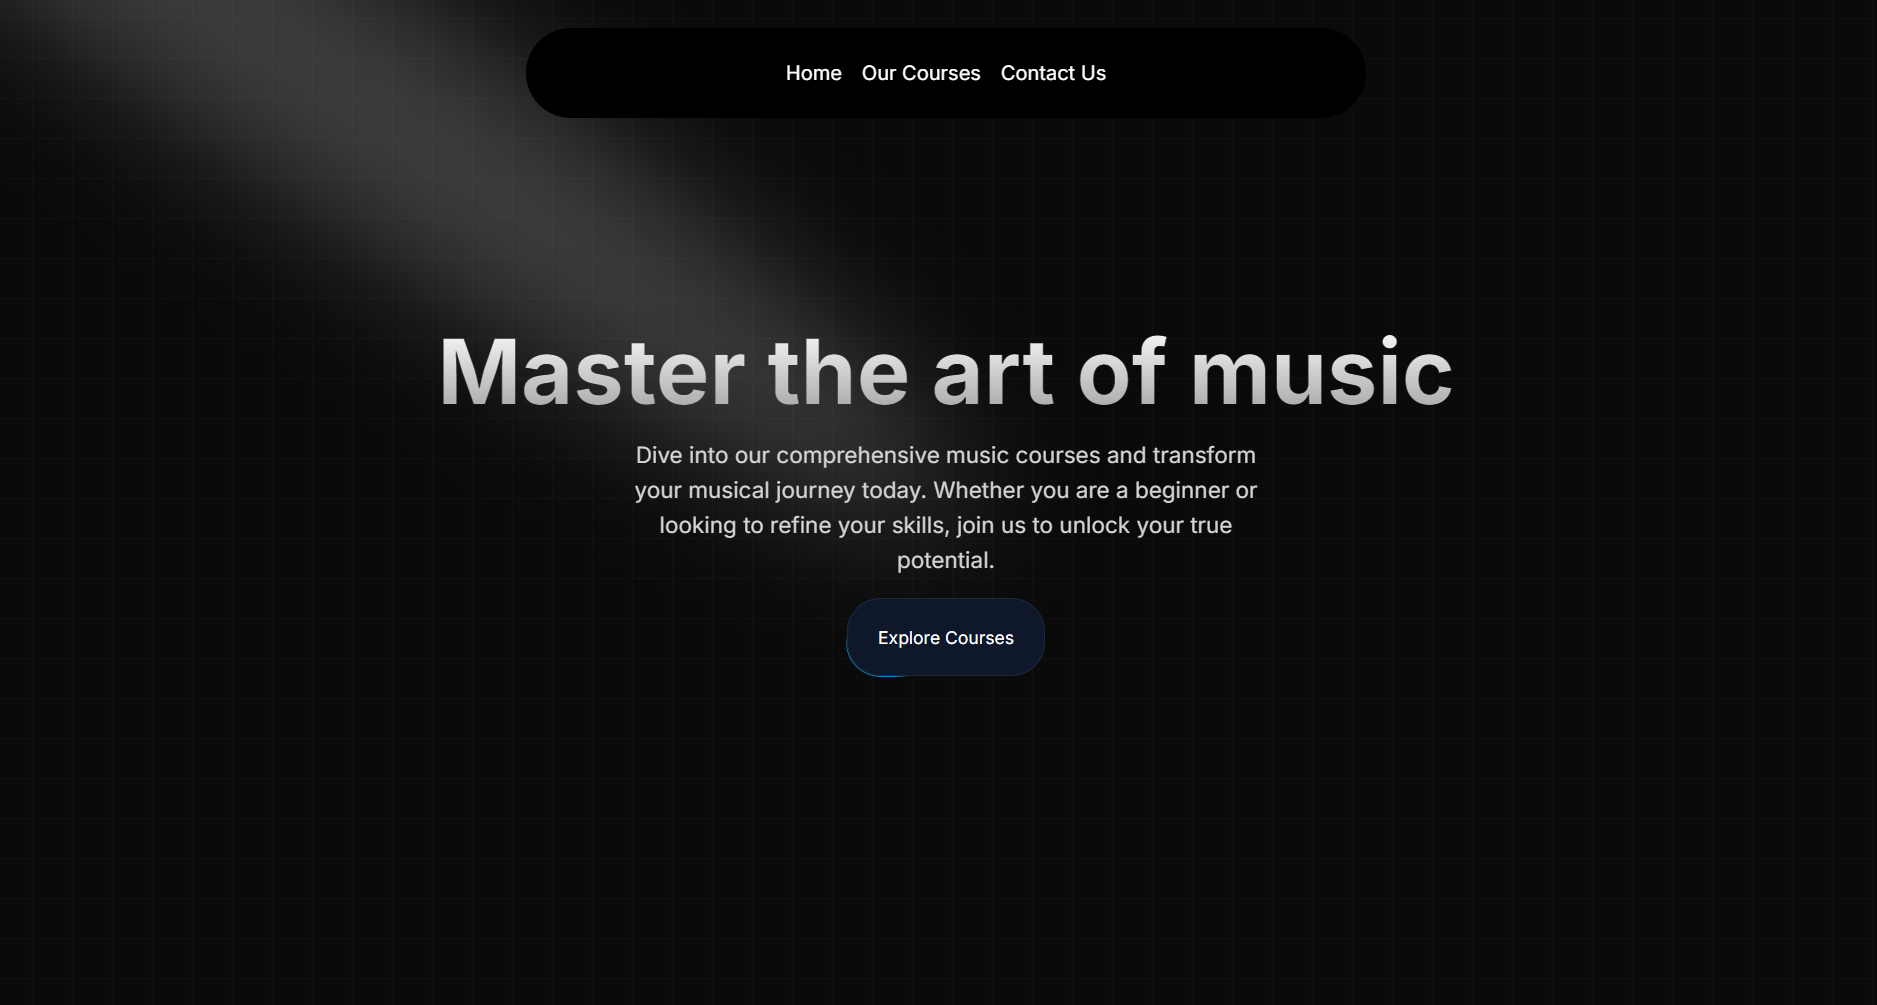 Home Our Courses Contact Us
Master the art of music
Dive into our comprehensive music courses and transform
your musical journey today. Whether you are a beginner or
looking to refine your skills, join us to unlock your true
potential.
Explore Courses